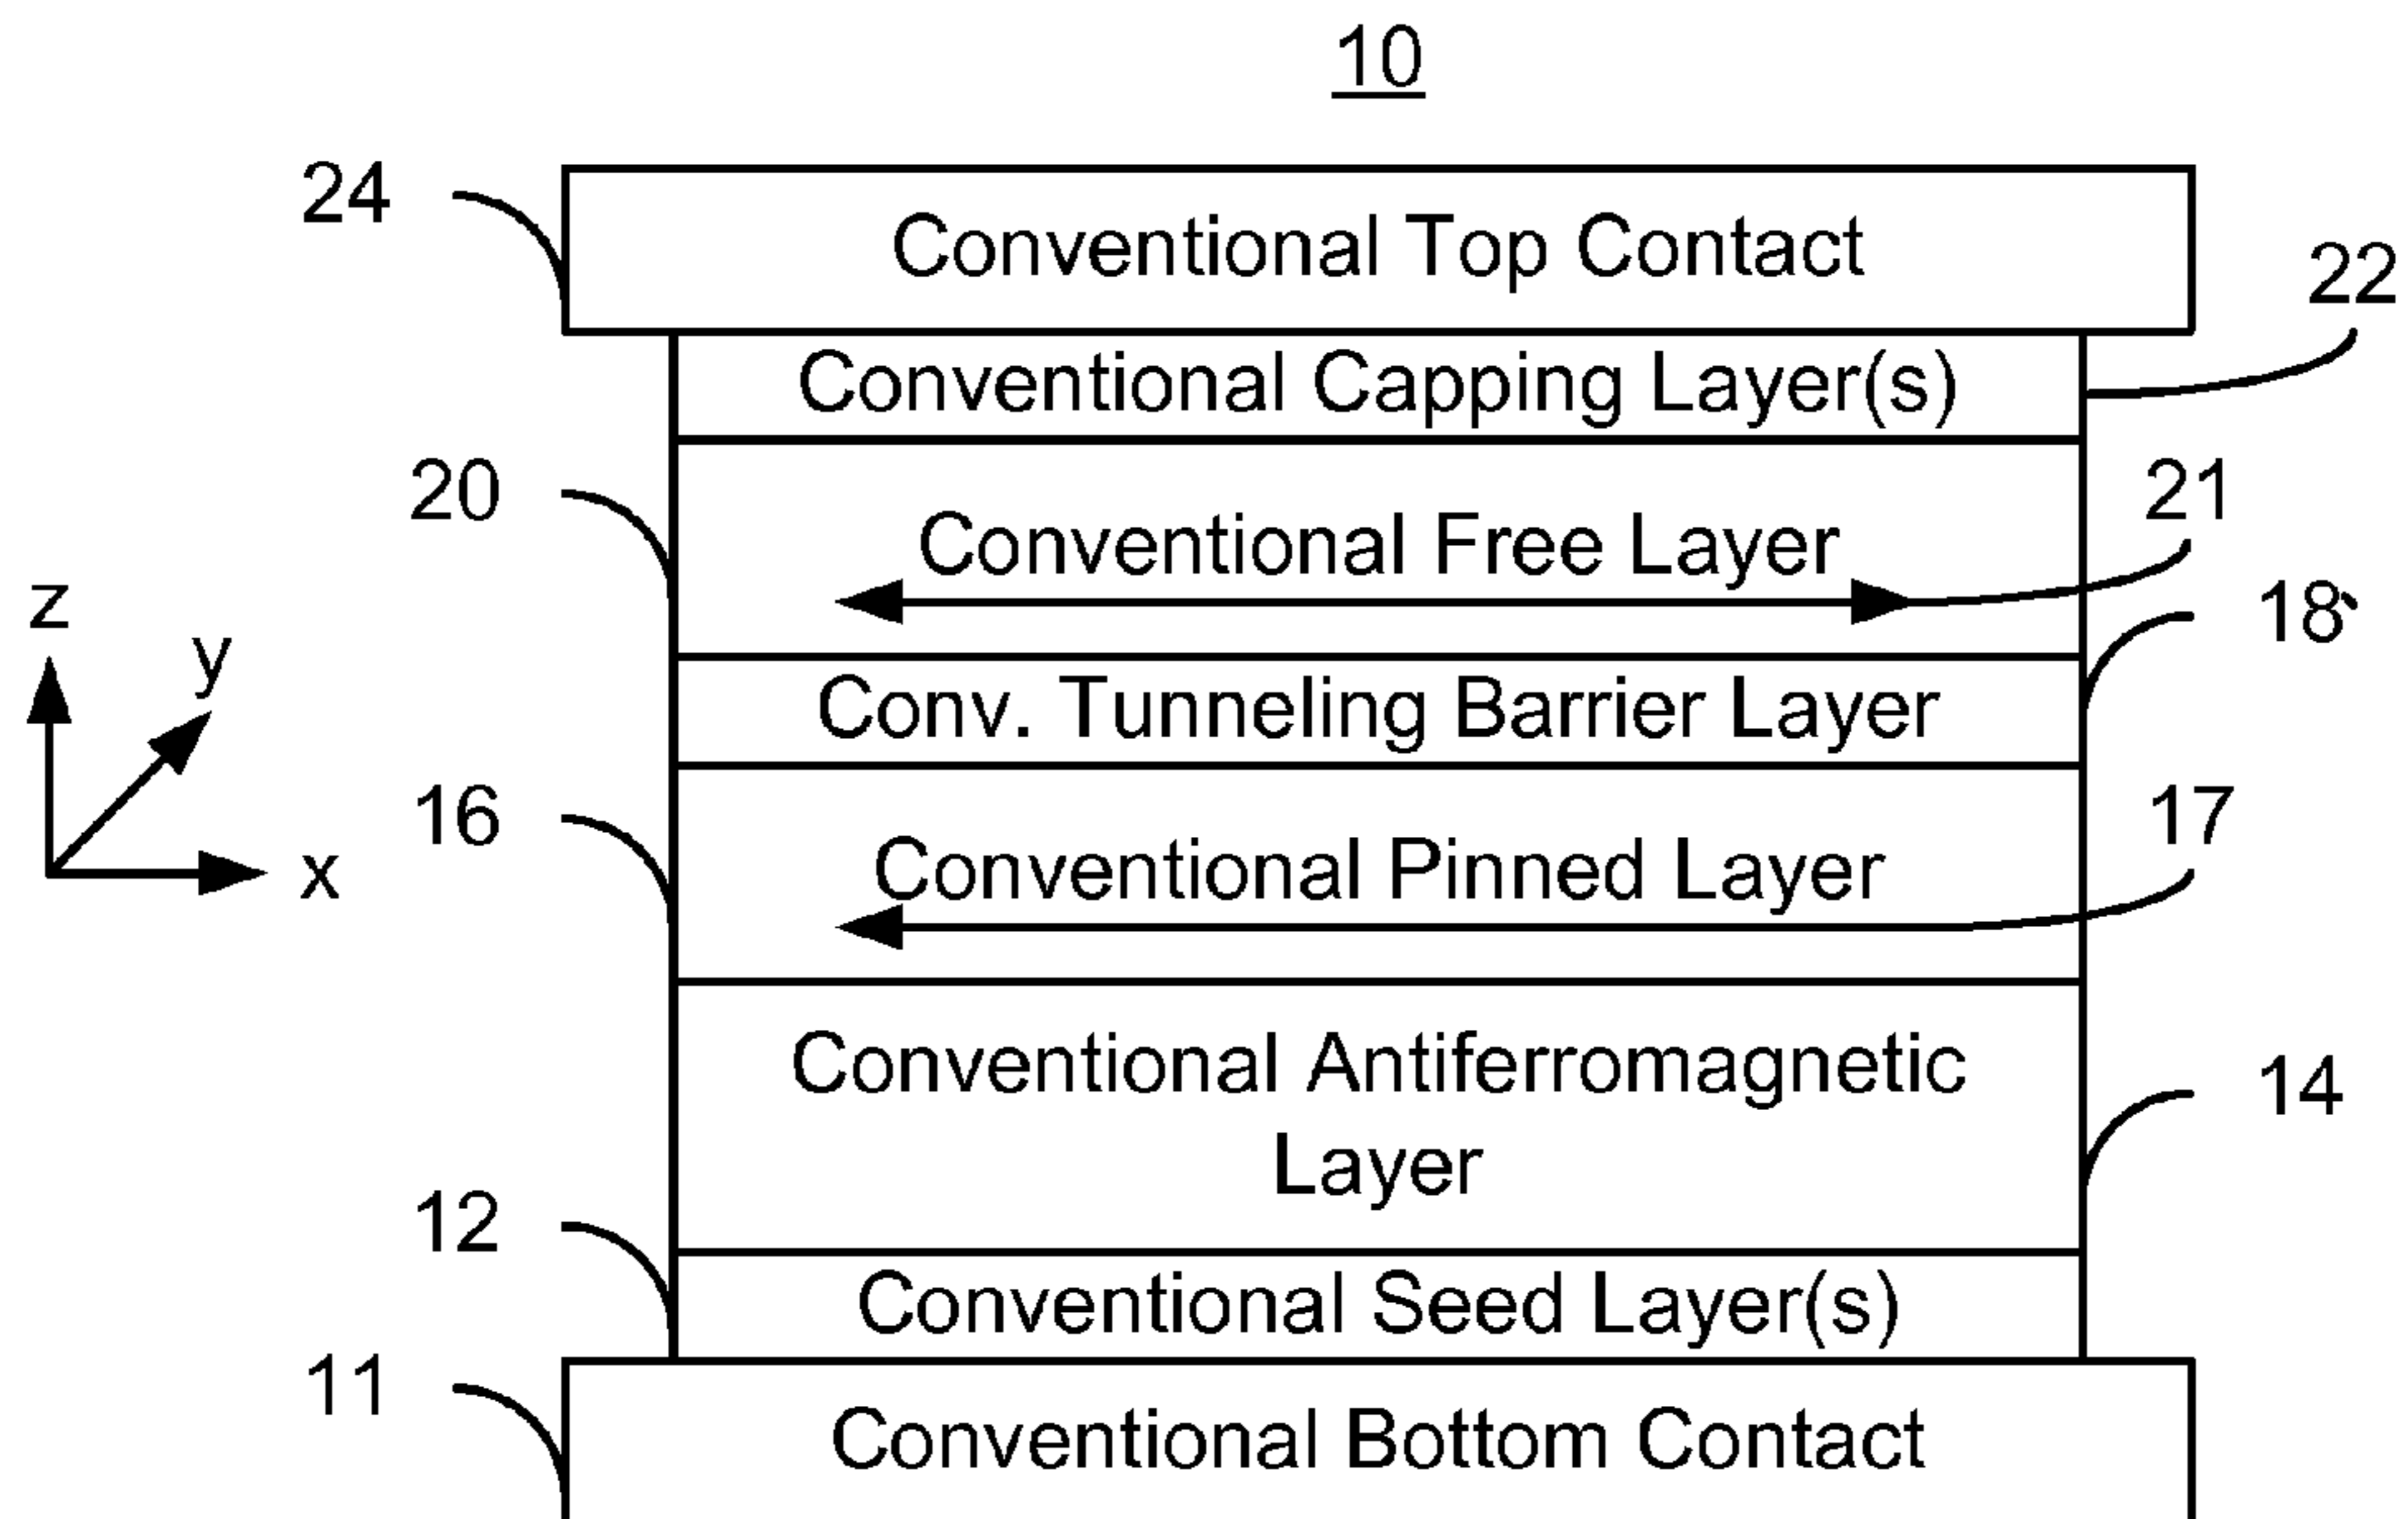 10
24
Conventional Top Contact
22
Conventional Capping Layer(s)
20
21
Conventional Free Layer
z
y
18`
Conv. Tunneling Barrier Layer
16
17
x
Conventional Pinned Layer
Conventional Antiferromagnetic
Layer
14
12
Conventional Seed Layer(s)
11
Conventional Bottom Contact